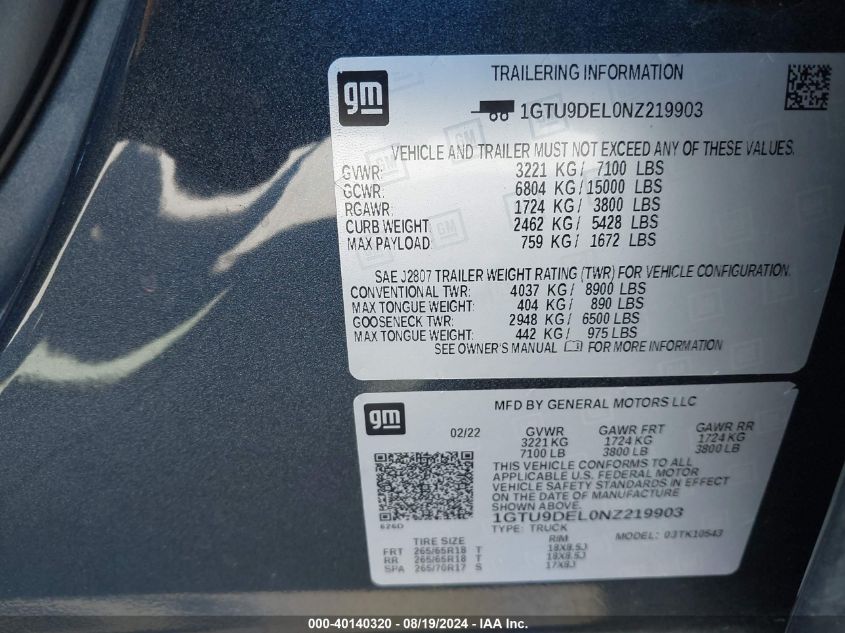 gm
TRAILERING INFORMATION
1GTU9DEL0NZ219903
VEHICLE AND TRAILER MUST NOT EXCEED ANY OF THESE VALUES.
GVWR: 3221 KG / 7100 LBS
GCWR: 6804 KG / 15000 LBS
RGAWR: 1724 KG / 3800 LBS
CURB WEIGHT: 2462 KG / 5428 LBS
MAX PAYLOAD: 759 KG / 1672 LBS
SAE J2807 TRAILER WEIGHT RATING (TWR) FOR VEHICLE CONFIGURATION.
CONVENTIONAL TWR: 4037 KG / 8900 LBS
MAX TONGUE WEIGHT: 404 KG / 890 LBS
GOOSENECK TWR: 2948 KG / 6500 LBS
MAX TONGUE WEIGHT: 442 KG / 975 LBS
SEE OWNER'S MANUAL FOR MORE INFORMATION
gm
MFD BY GENERAL MOTORS LLC
02/22 GVWR GAWR FRT GAWR RR
3221 KG 1724 KG 1724 KG
7100 LB 3800 LB 3800 LB
THIS VEHICLE CONFORMS TO ALL
APPLICABLE U.S. FEDERAL MOTOR
VEHICLE SAFETY STANDARDS IN EFFECT
ON THE DATE OF MANUFACTURE
SHOWN ABOVE.
1GTU9DEL0NZ219903
626D
TYPE: TRUCK MODEL: 03TK10543
TIRE SIZE RIM
FRT 265/65R18 T 18X8.5J
RR 265/65R18 T 18X8.5J
SPA 265/70R17 S 17X8J
000-40140320 - 08/19/2024 - IAA Inc.